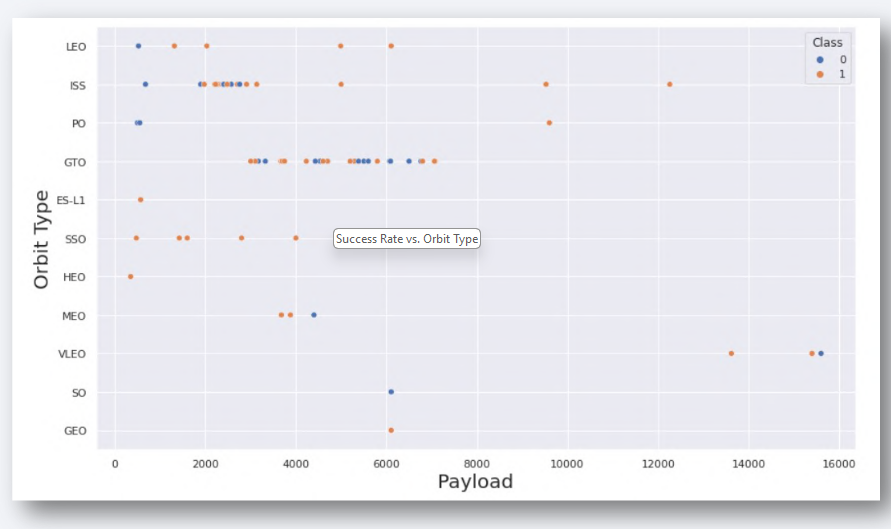 Class
0
1
LEO
ISS
PO
GTO
ES-L1
SSO
HEO
MEO
VLEO
SO
GEO
Orbit Type
Success Rate vs. Orbit Type
0 2000 4000 6000 8000 10000 12000 14000 16000
Payload